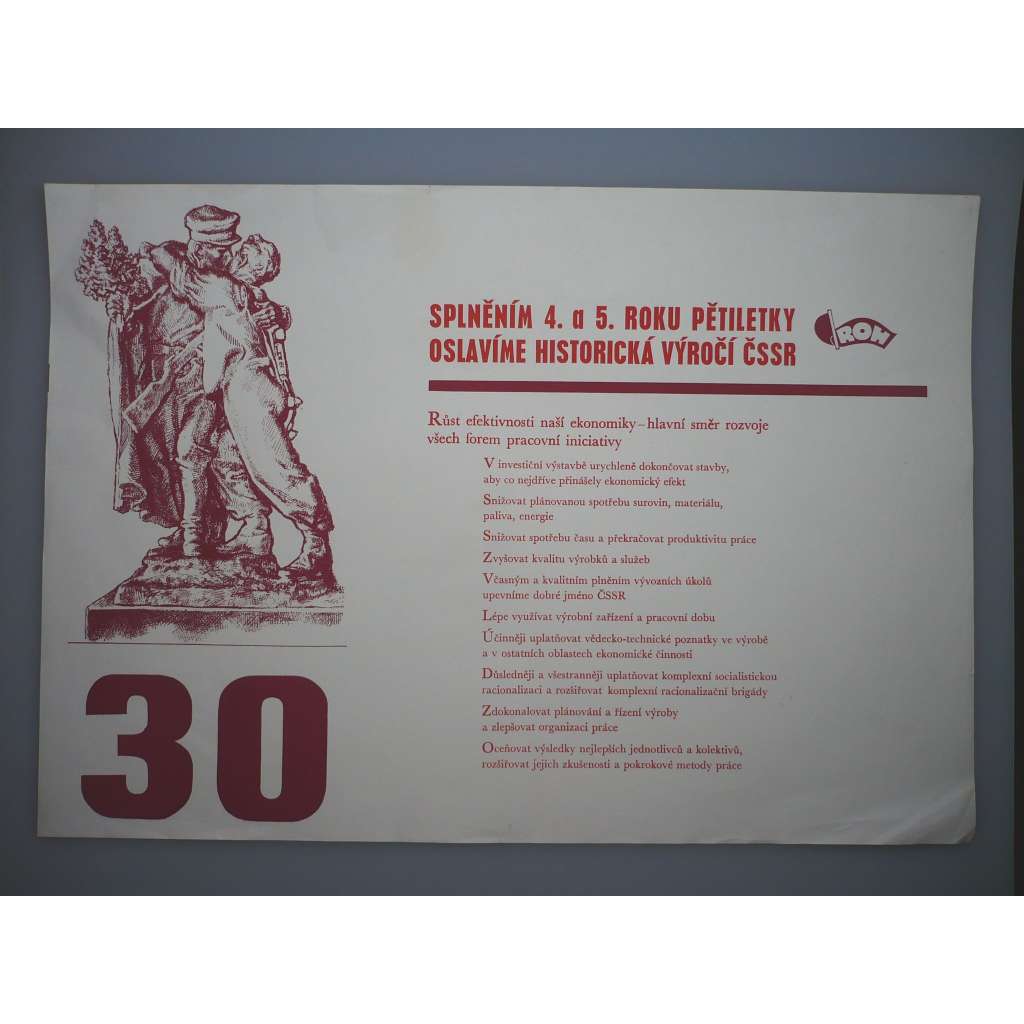 SPLNĚNÍM 4. a 5. ROKU PĚTILETKY
OSLAVÍME HISTORICKÁ VÝROČÍ ČSSR
ROH
Růst efektivnosti naší ekonomiky – hlavní směr rozvoje
všech forem pracovní iniciativy
V investiční výstavbě urychleně dokončovat stavby,
aby co nejdříve přinášely ekonomický efekt
Snižovat plánovanou spotřebu surovin, materiálu,
paliva, energie
Snižovat spotřebu času a překračovat produktivitu práce
Zvyšovat kvalitu výrobků a služeb
Včasným a kvalitním plněním vývozních úkolů
upevníme dobré jméno ČSSR
Lépe využívat výrobní zařízení a pracovní dobu
Účinněji uplatňovat vědecko-technické poznatky ve výrobě
a v ostatních oblastech ekonomické činnosti
Důsledněji a všestranněji uplatňovat komplexní socialistickou
racionalizaci a rozšiřovat komplexní racionalizační brigády
Zdokonalovat plánování a řízení výroby
a zlepšovat organizaci práce
Oceňovat výsledky nejlepších jednotlivců a kolektivů,
rozšiřovat jejich zkušenosti a pokrokové metody práce
30